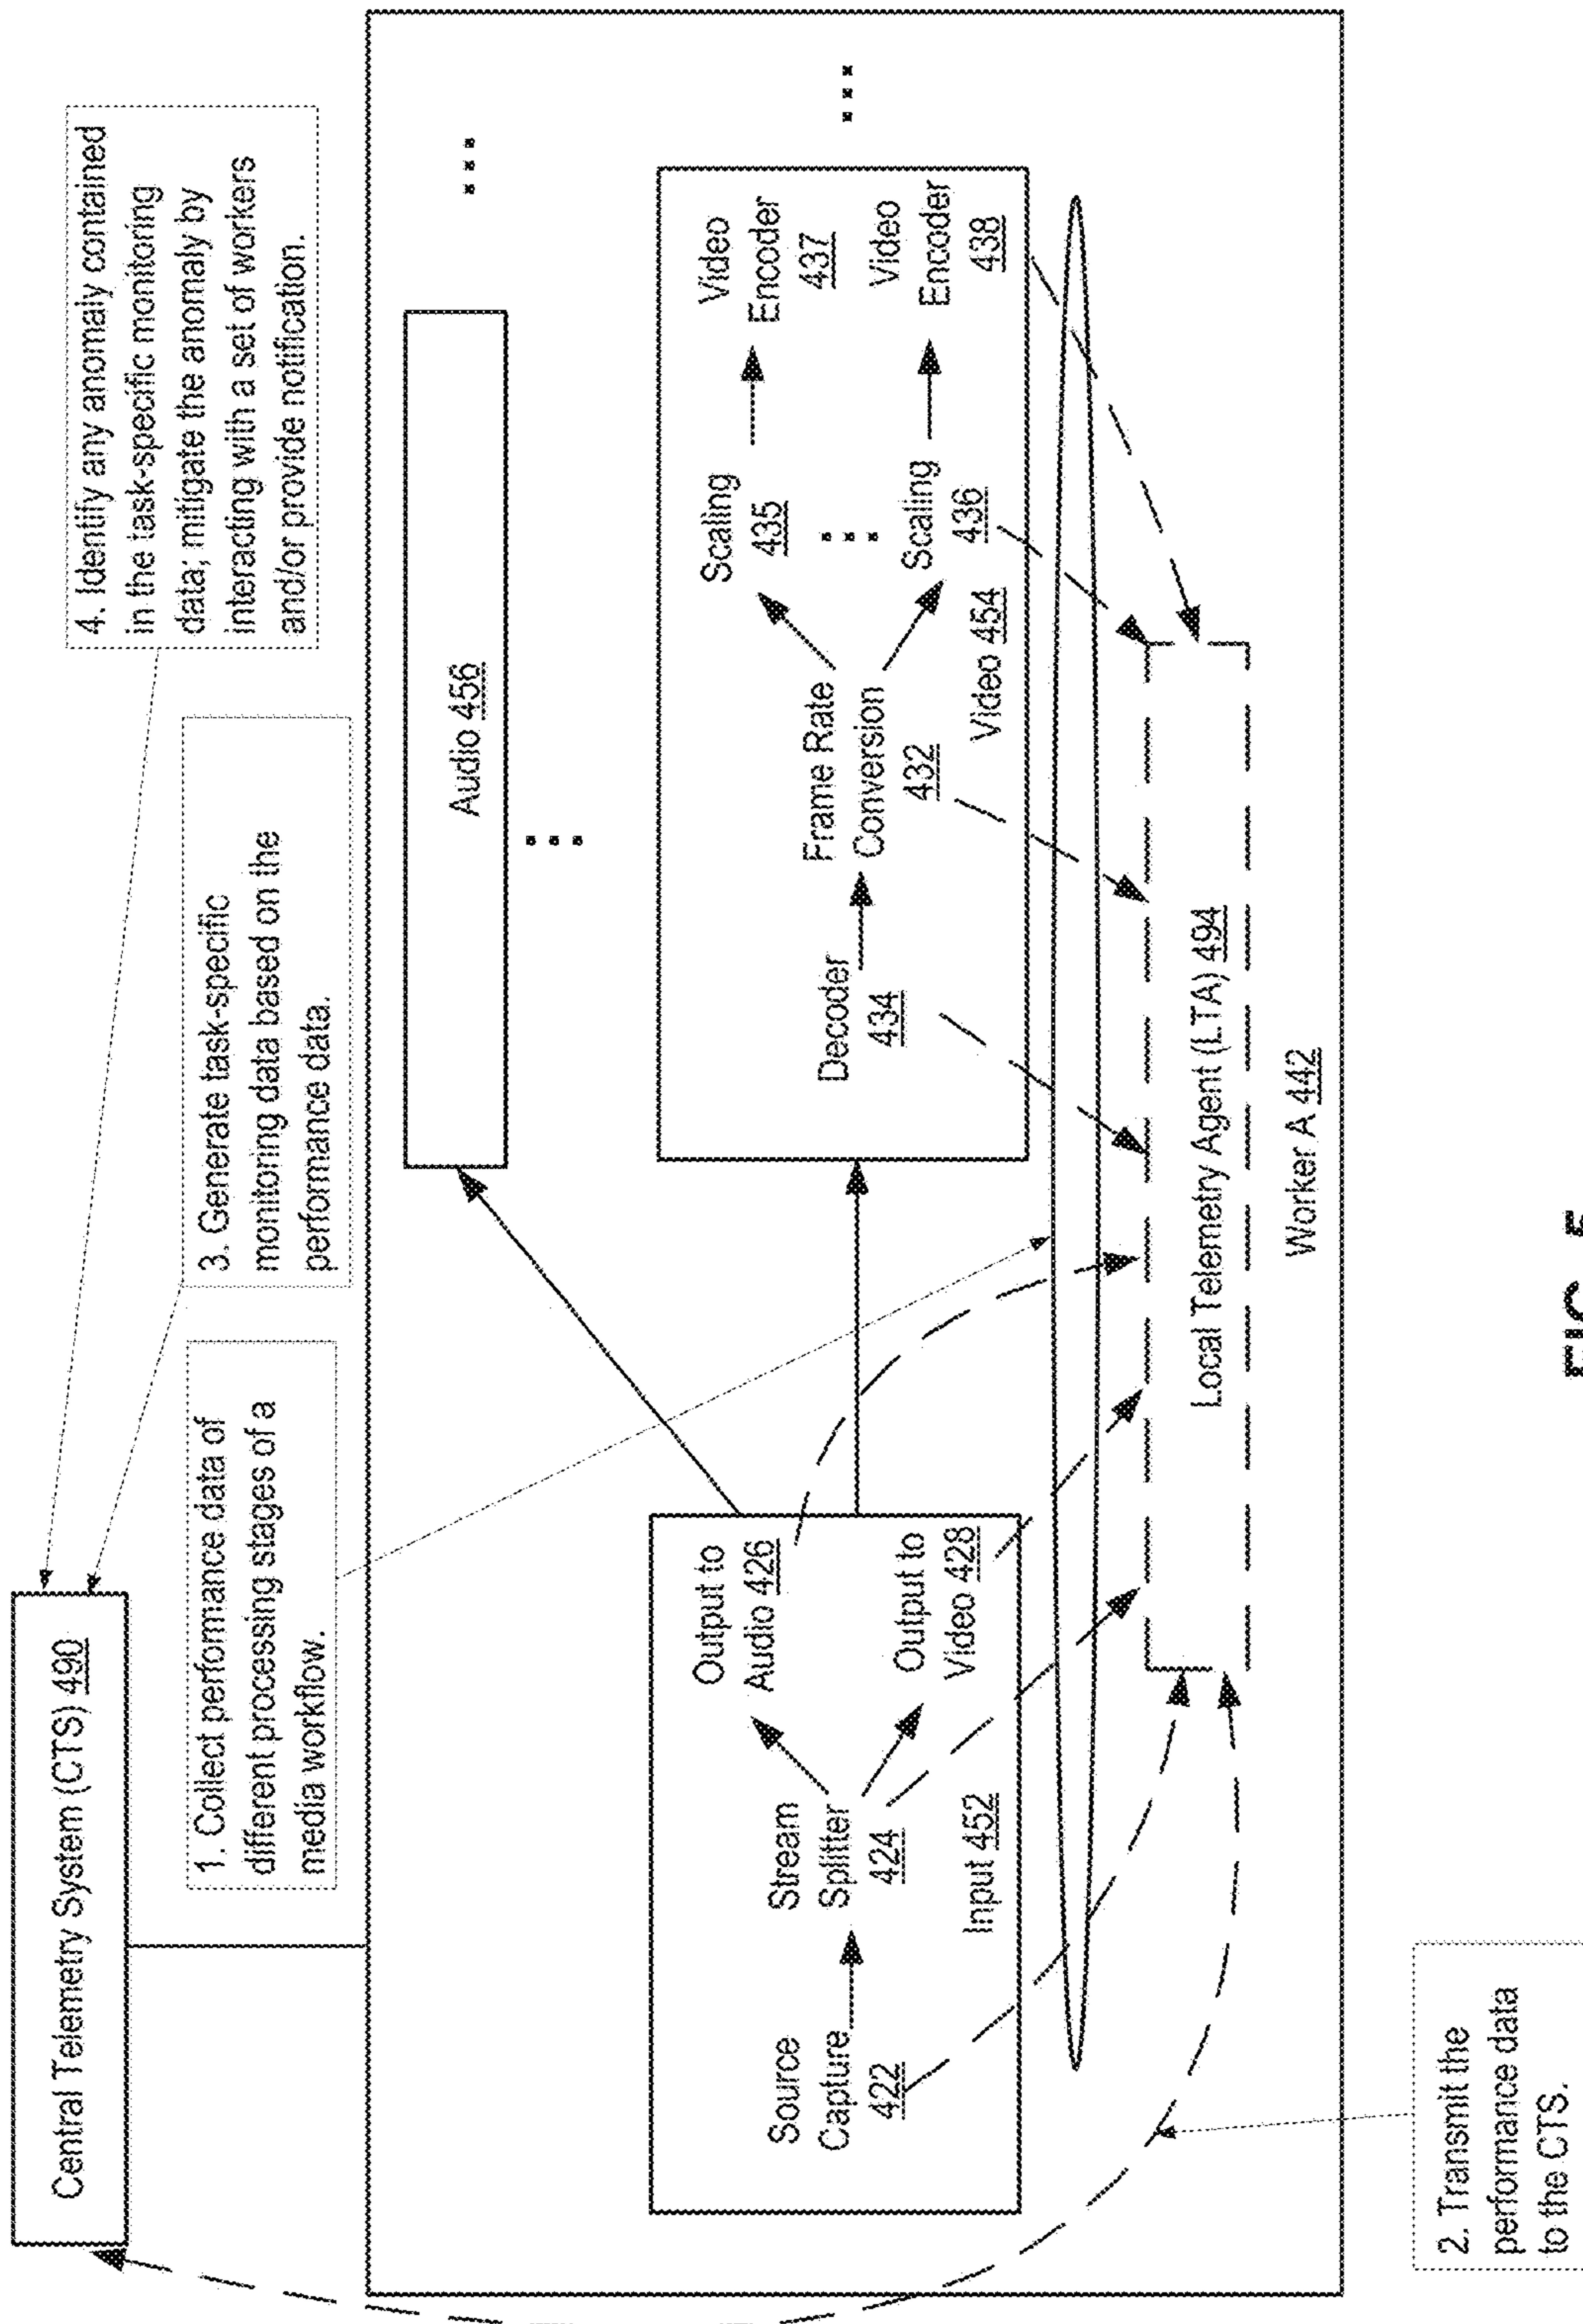 Central Telemetry System (CTS) 490
1. Collect performance data of
different processing stages of a
media workflow.
3. Generate task-specific
monitoring data based on the
performance data.
4. Identify any anomaly contained
in the task-specific monitoring
data; mitigate the anomaly by
interacting with a set of workers
and/or provide notification.
Audio 456
Source
Capture
422
Stream
Splitter
424
Output to
Audio 426
Output to
Video 428
Input 452
Decoder
434
Frame Rate
Conversion
432
Scaling
435
Scaling
436
Video
Encoder
437
Video
Encoder
438
Video 454
Local Telemetry Agent (LTA) 494
Worker A 442
2. Transmit the
performance data
to the CTS.